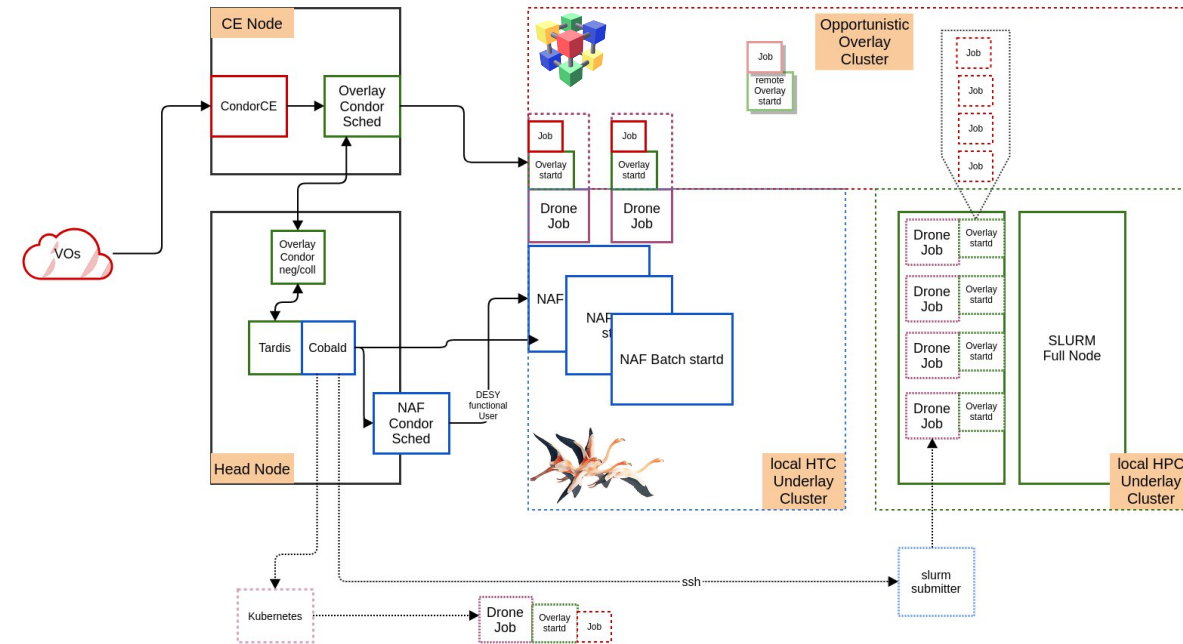 CE Node
CondorCE
Overlay
Condor
Sched
Opportunistic
Overlay
Cluster
Job
remote
Overlay
startd
Job
Job
Job
Job
Job
Overlay
startd
Drone
Job
Job
Overlay
startd
Drone
Job
VOs
Overlay
Condor
neg/coll
Tardis
Cobald
NAF
Condor
Sched
Head Node
DESY
functional
User
NAF
NAF
st
NAF Batch startd
local HTC
Underlay
Cluster
Drone
Job
Overlay
startd
Drone
Job
Overlay
startd
Drone
Job
Overlay
startd
Drone
Job
Overlay
startd
SLURM
Full Node
local HPC
Underlay
Cluster
ssh
slurm
submitter
Kubernetes
Drone
Job
Overlay
startd
Job